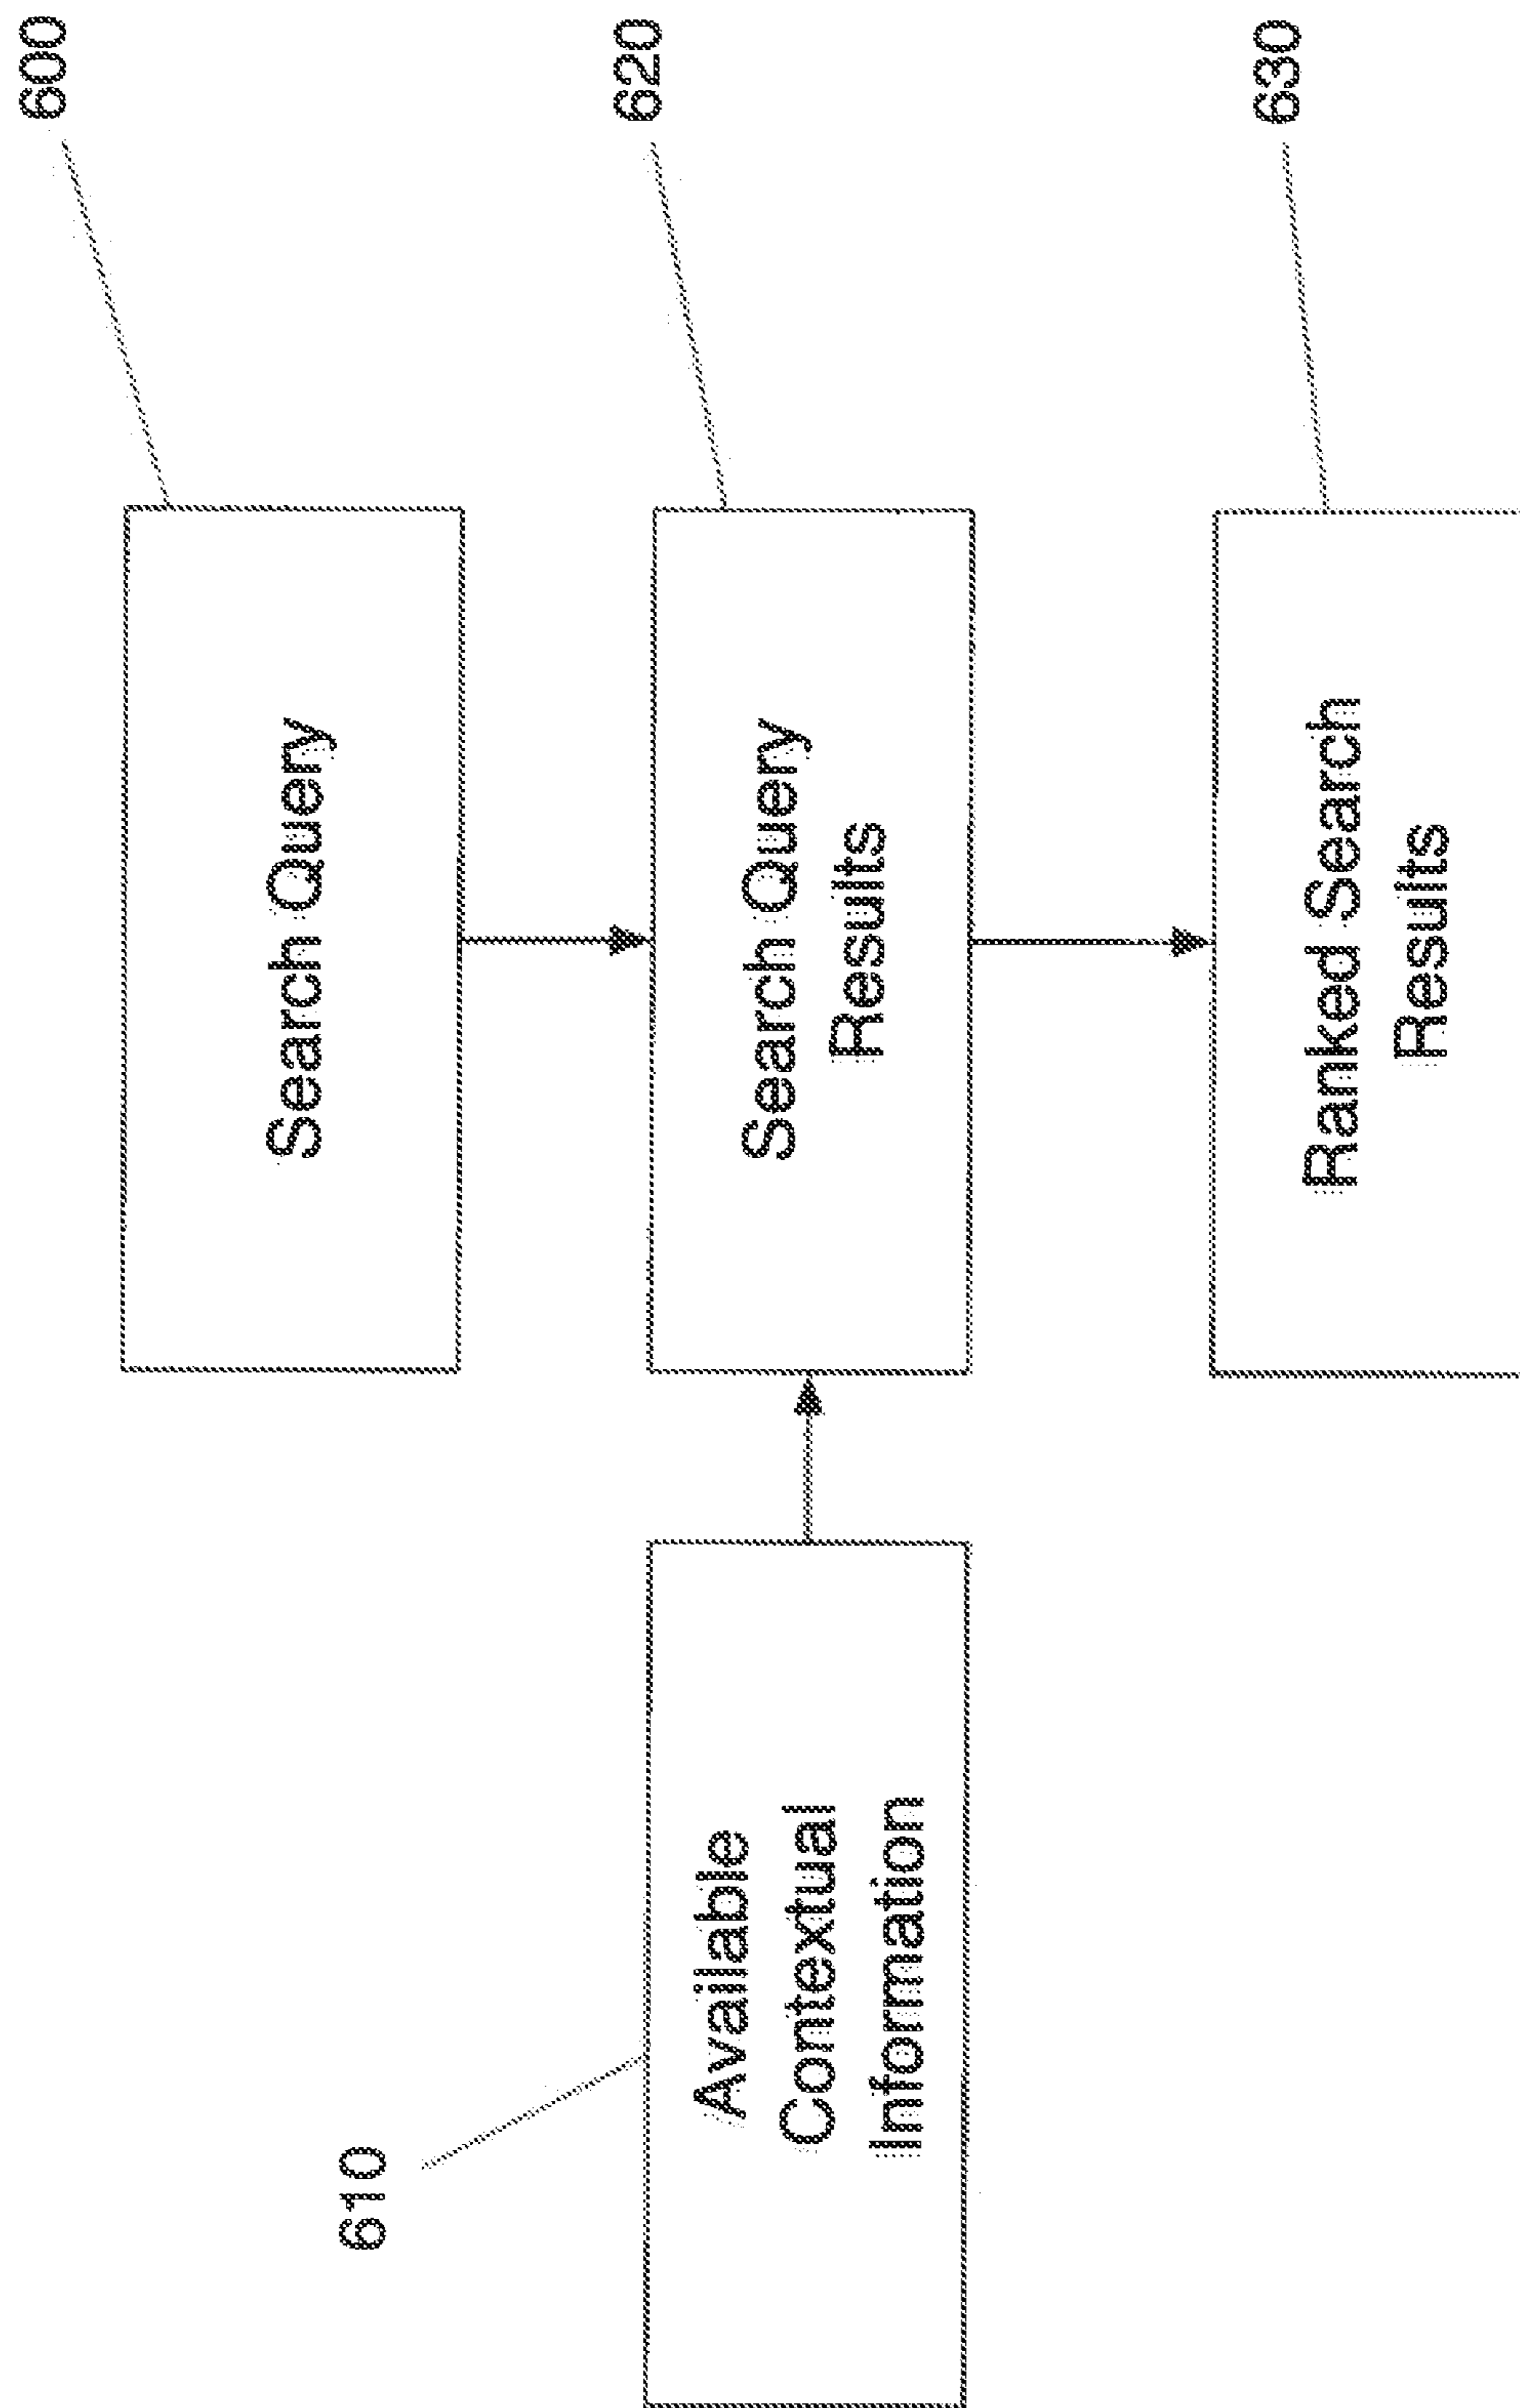 Search Query
600
Available
Contextual
Information
610
Search Query
Results
620
Ranked Search
Results
630